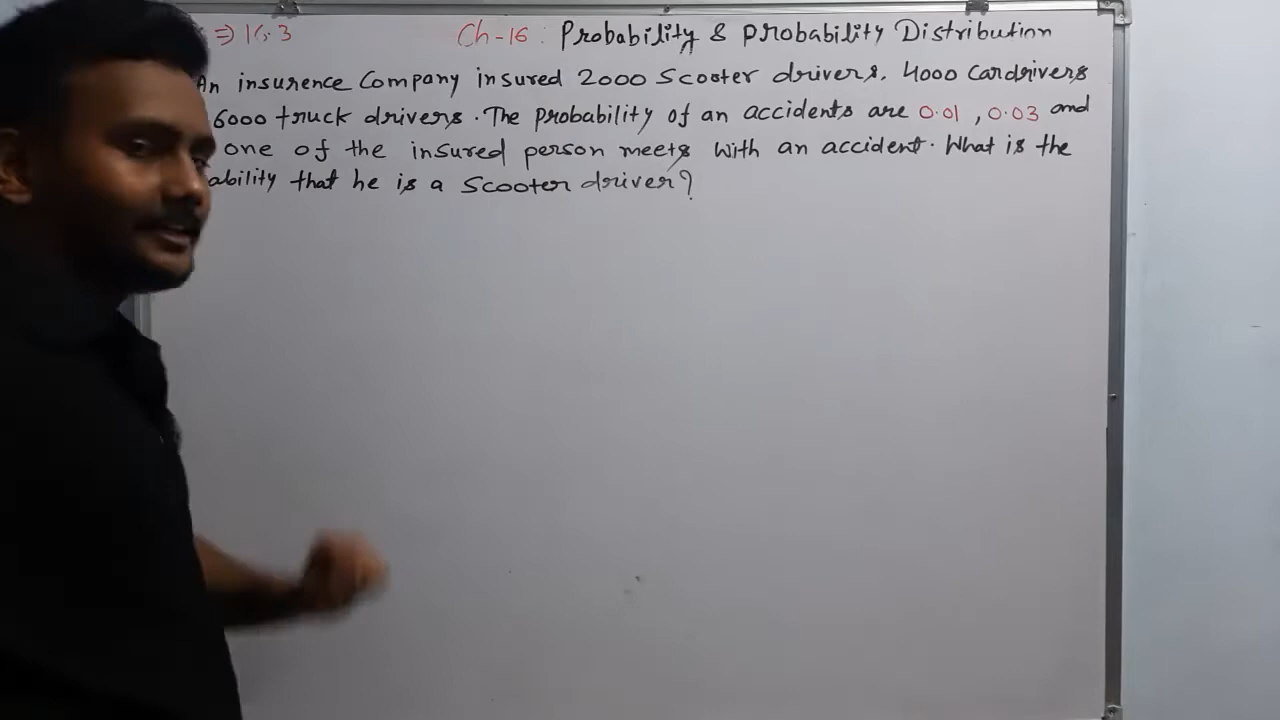 ⇒ 16.3 Ch-16 : Probability & Probability Distribution
An insurence Company insured 2000 Scooter drivers, 4000 Car drivers
6000 truck drivers. The probability of an accidents are 0.01, 0.03 and
one of the insured person meets with an accident. What is the
ability that he is a Scooter driver?